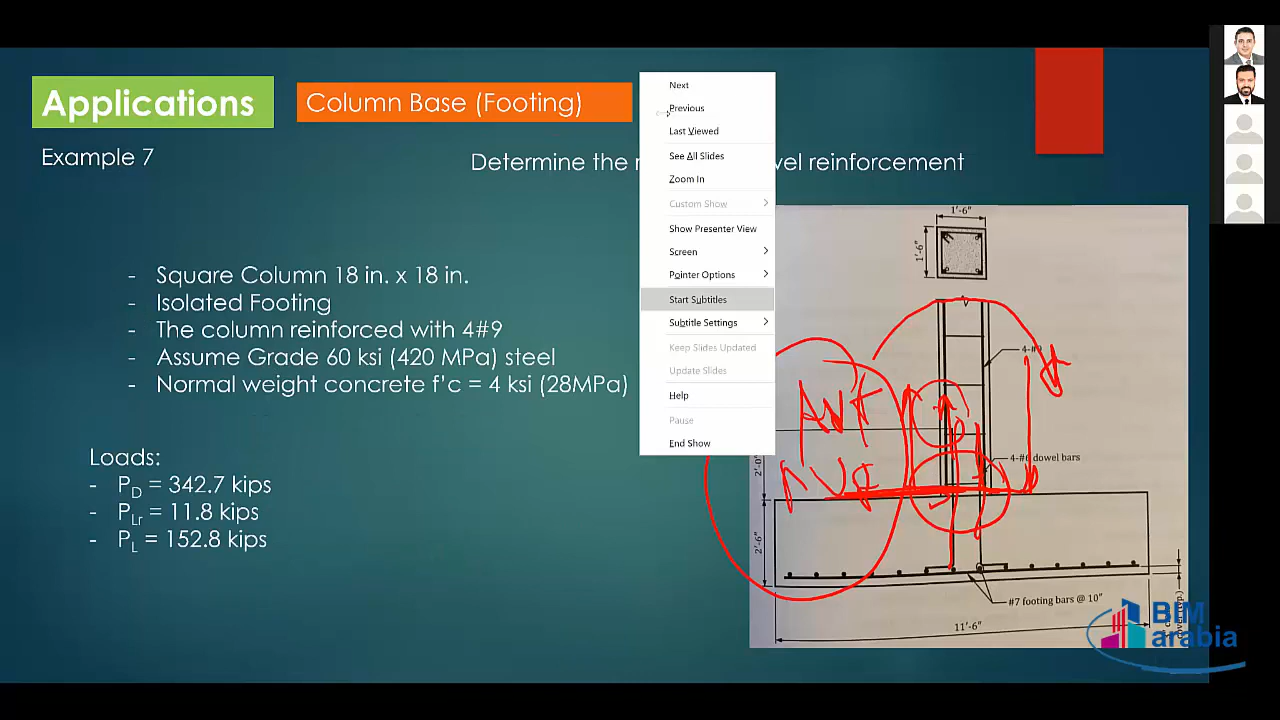 Applications
Column Base (Footing)
Example 7
Determine the
vel reinforcement
Next
Previous
Last Viewed
See All Slides
Zoom In
Custom Show
Show Presenter View
Screen
Pointer Options
Start Subtitles
Subtitle Settings
Keep Slides Updated
Update Slides
Help
Pause
End Show
- Square Column 18 in. x 18 in.
- Isolated Footing
- The column reinforced with 4#9
- Assume Grade 60 ksi (420 MPa) steel
- Normal weight concrete f'c = 4 ksi (28MPa)
Loads:
- PD = 342.7 kips
- PLr = 11.8 kips
- PL = 152.8 kips
1'-6"
1'-6"
4-#9
4-#6 dowel bars
2'-0"
2'-6"
#7 footing bars @ 10"
11'-6"
BIM
arabia